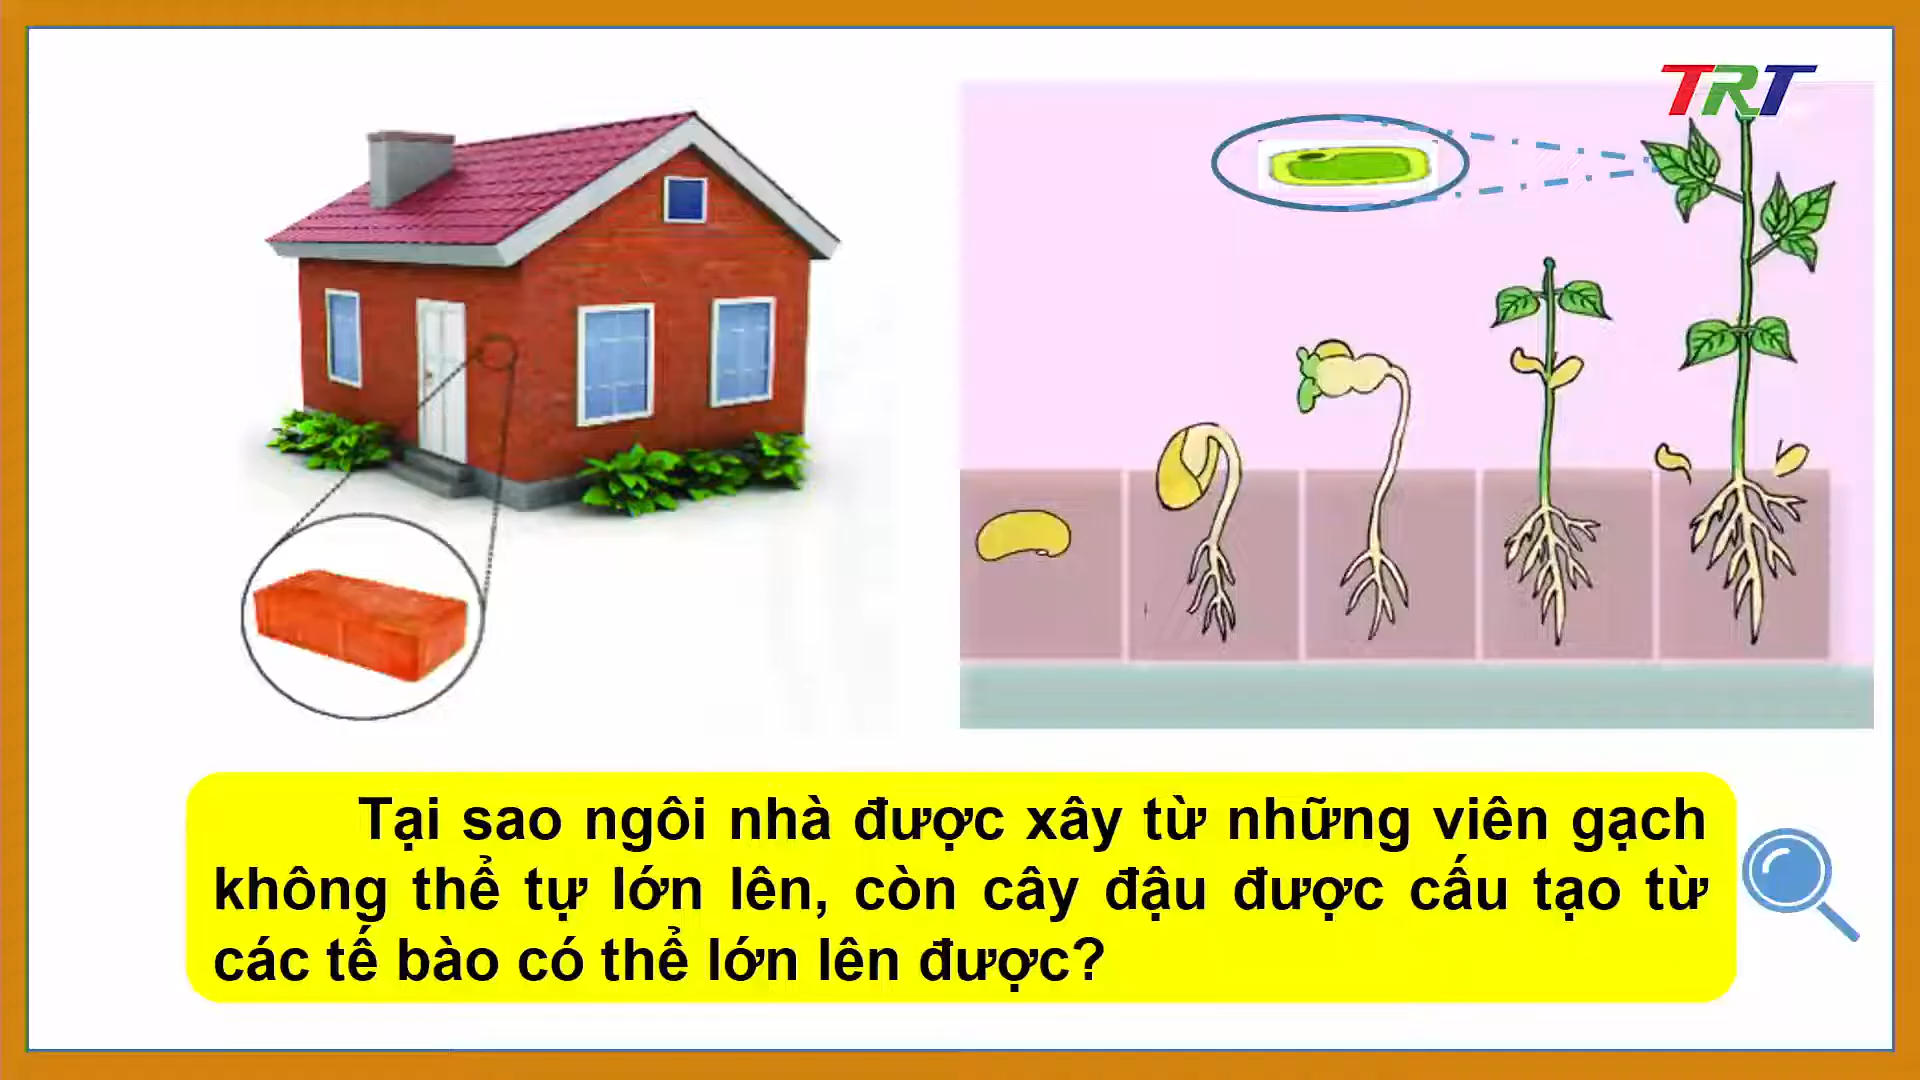 TRT
Tại sao ngôi nhà được xây từ những viên gạch
không thể tự lớn lên, còn cây đậu được cấu tạo từ
các tế bào có thể lớn lên được?